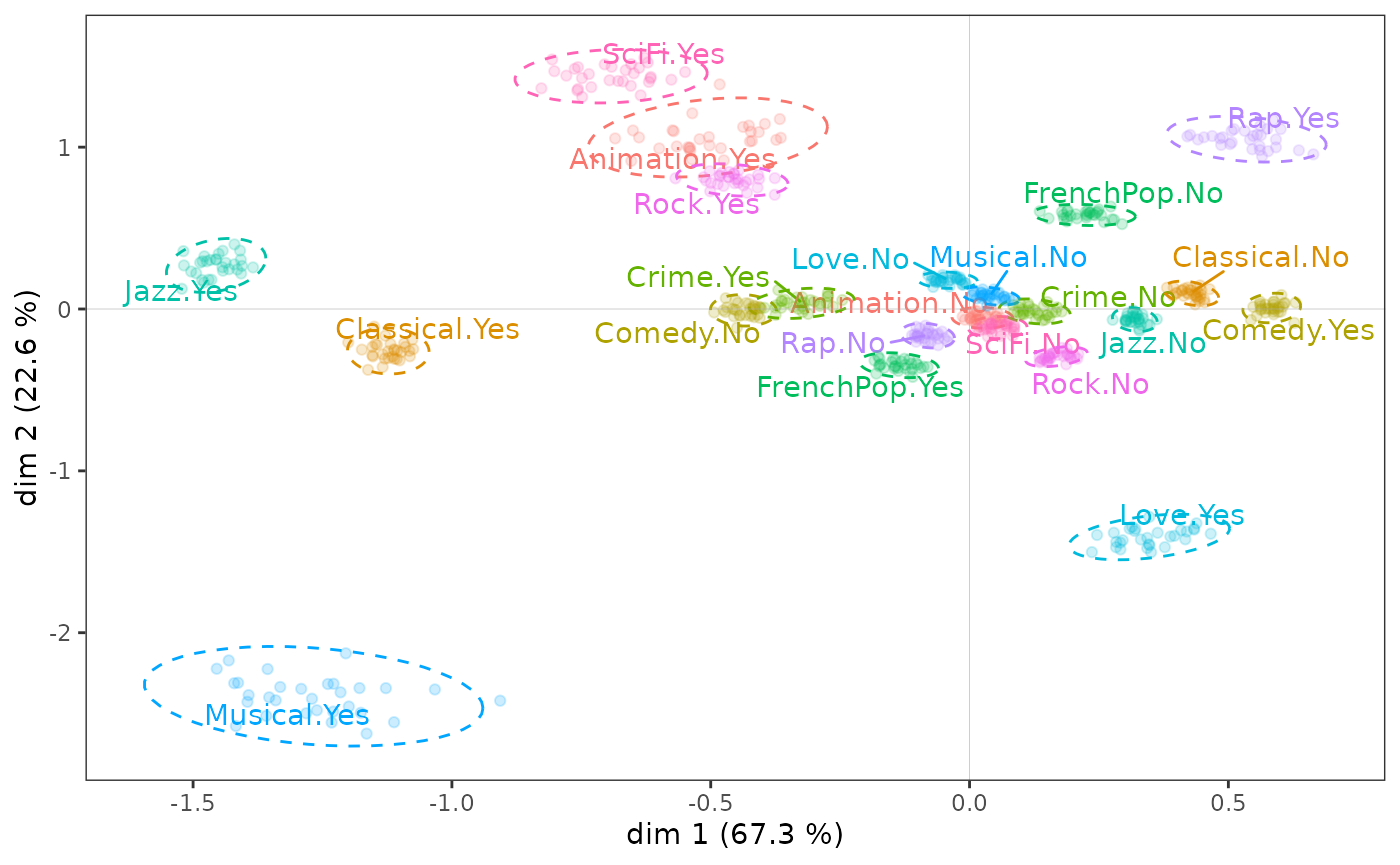 SciFi.Yes
Rap.Yes
Animation.Yes
FrenchPop.No
Rock.Yes
Love.No
Musical.No
Classical.No
Crime.Yes
Jazz.Yes
Animation.No
Crime.No
Classical.Yes
Comedy.No
Comedy.Yes
Rap.No
SciFi.No
Jazz.No
FrenchPop.Yes
Rock.No
Love.Yes
Musical.Yes
1
0
-1
-2
dim 2 (22.6 %)
-1.5
-1.0
-0.5
0.0
0.5
dim 1 (67.3 %)